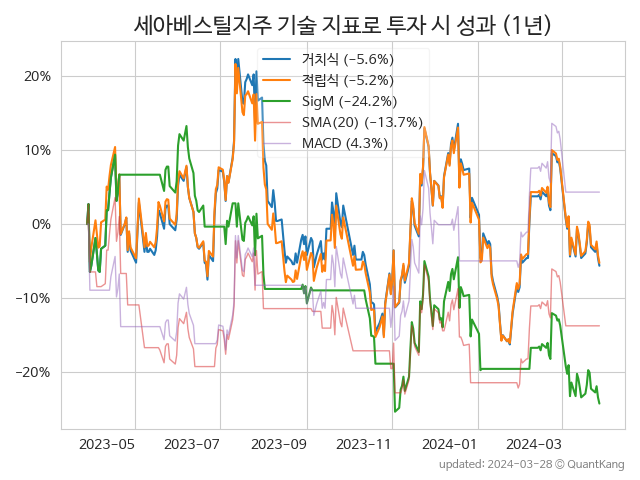 세아베스틸지주 기술 지표로 투자 시 성과 (1년)
거치식 (−5.6%)
적립식 (−5.2%)
SigM (−24.2%)
SMA(20) (−13.7%)
MACD (4.3%)
20%
10%
0%
−10%
−20%
2023-05 2023-07 2023-09 2023-11 2024-01 2024-03
updated: 2024-03-28 © QuantKang